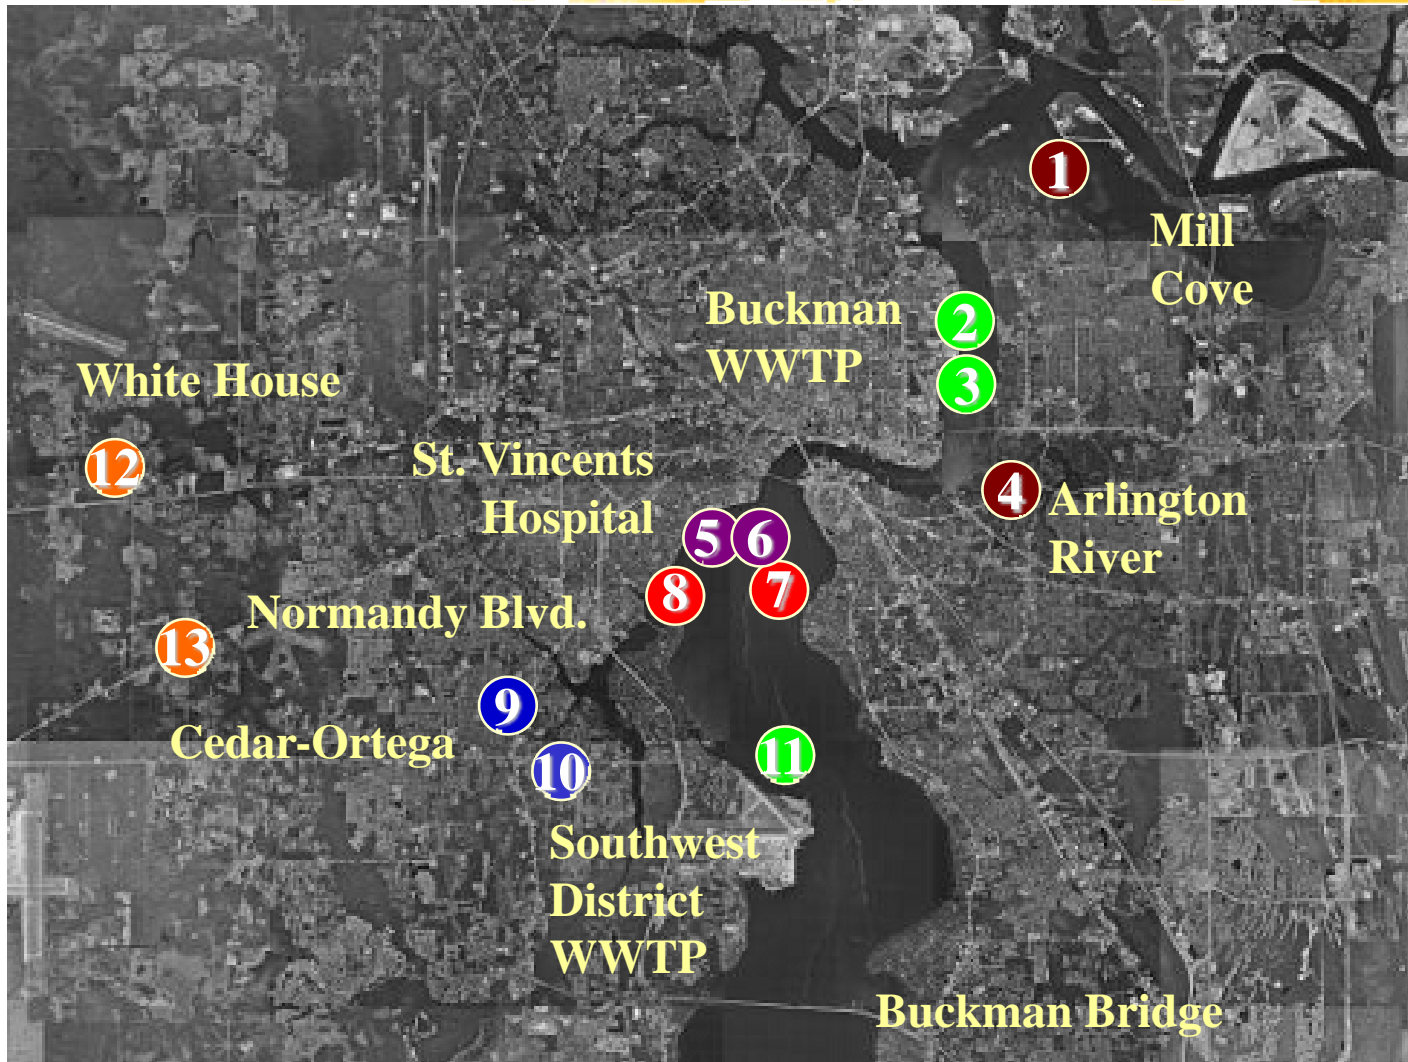 1
Mill
Cove
Buckman
WWTP
2
3
White House
12
St. Vincents
Hospital
4
Arlington
River
5
6
8
7
Normandy Blvd.
13
9
Cedar-Ortega
10
11
Southwest
District
WWTP
Buckman Bridge